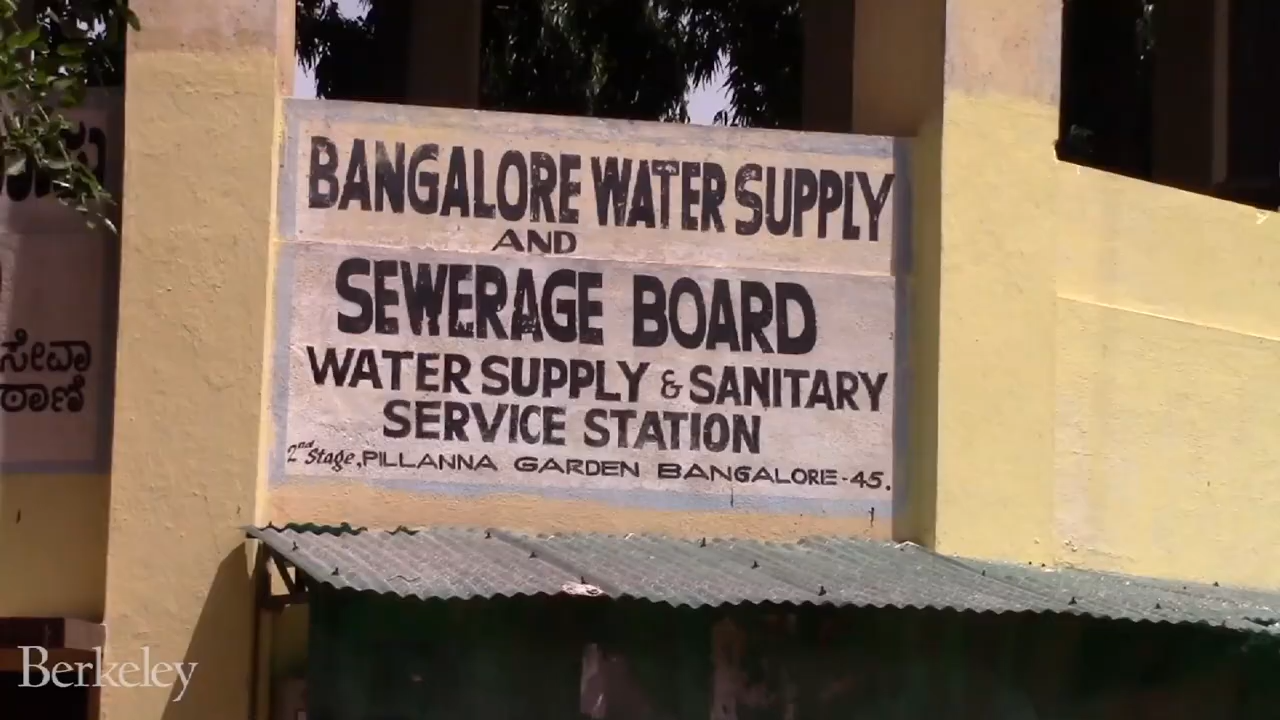 BANGALORE WATER SUPPLY
AND
SEWERAGE BOARD
WATER SUPPLY & SANITARY
SERVICE STATION
2nd Stage, PILLANNA GARDEN BANGALORE-45.
ಸೇವಾ
ಠಾಣಿ
Berkeley